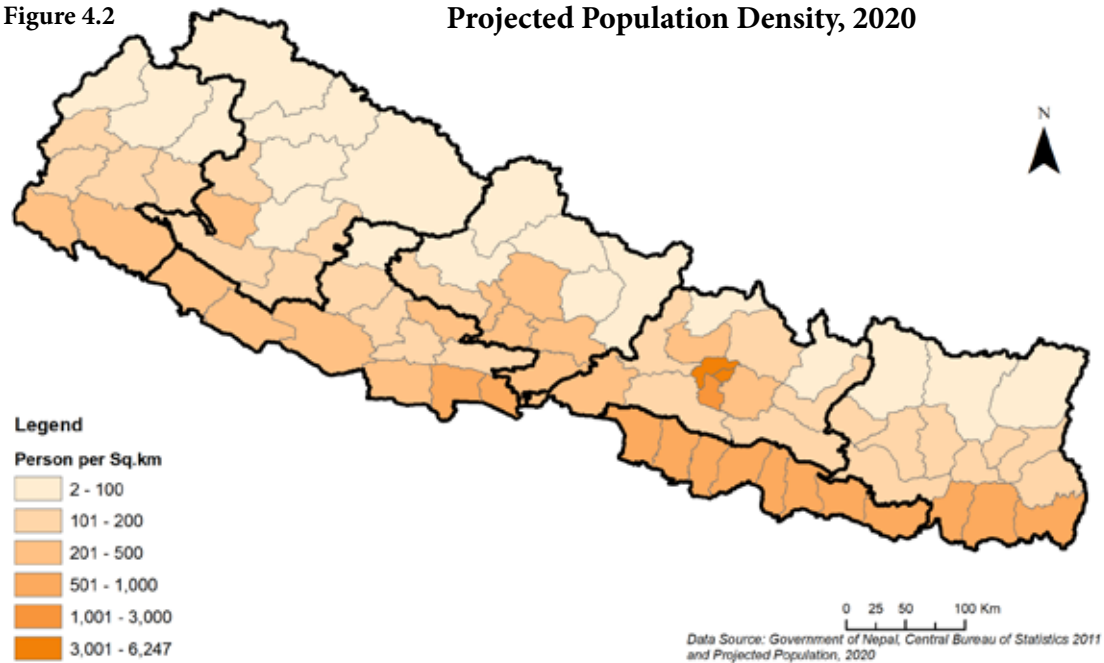 Figure 4.2
Projected Population Density, 2020
N
Legend
Person per Sq.km
2 - 100
101 - 200
201 - 500
501 - 1,000
1,001 - 3,000
3,001 - 6,247
0 25 50 100 Km
Data Source: Government of Nepal, Central Bureau of Statistics 2011
and Projected Population, 2020